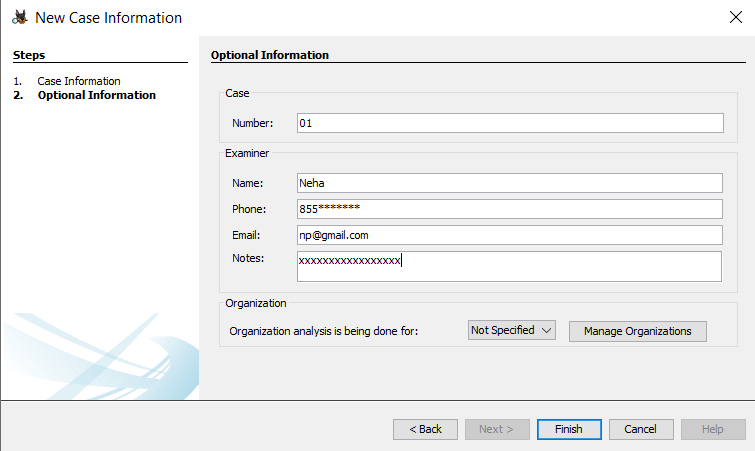 New Case Information
Steps
1. Case Information
2. Optional Information
Optional Information
Case
Number: 01
Examiner
Name: Neha
Phone: 855*******
Email: np@gmail.com
Notes: xxxxxxxxxxxxxxxxx
Organization
Organization analysis is being done for: Not Specified Manage Organizations
< Back Next > Finish Cancel Help